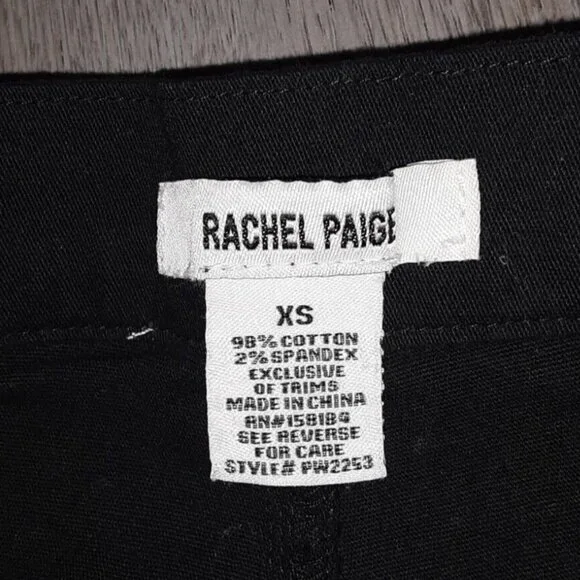 RACHEL PAIGE
XS
98% COTTON
2% SPANDEX
EXCLUSIVE
OF TRIMS
MADE IN CHINA
RN#158184
SEE REVERSE
FOR CARE
STYLE# PW2253